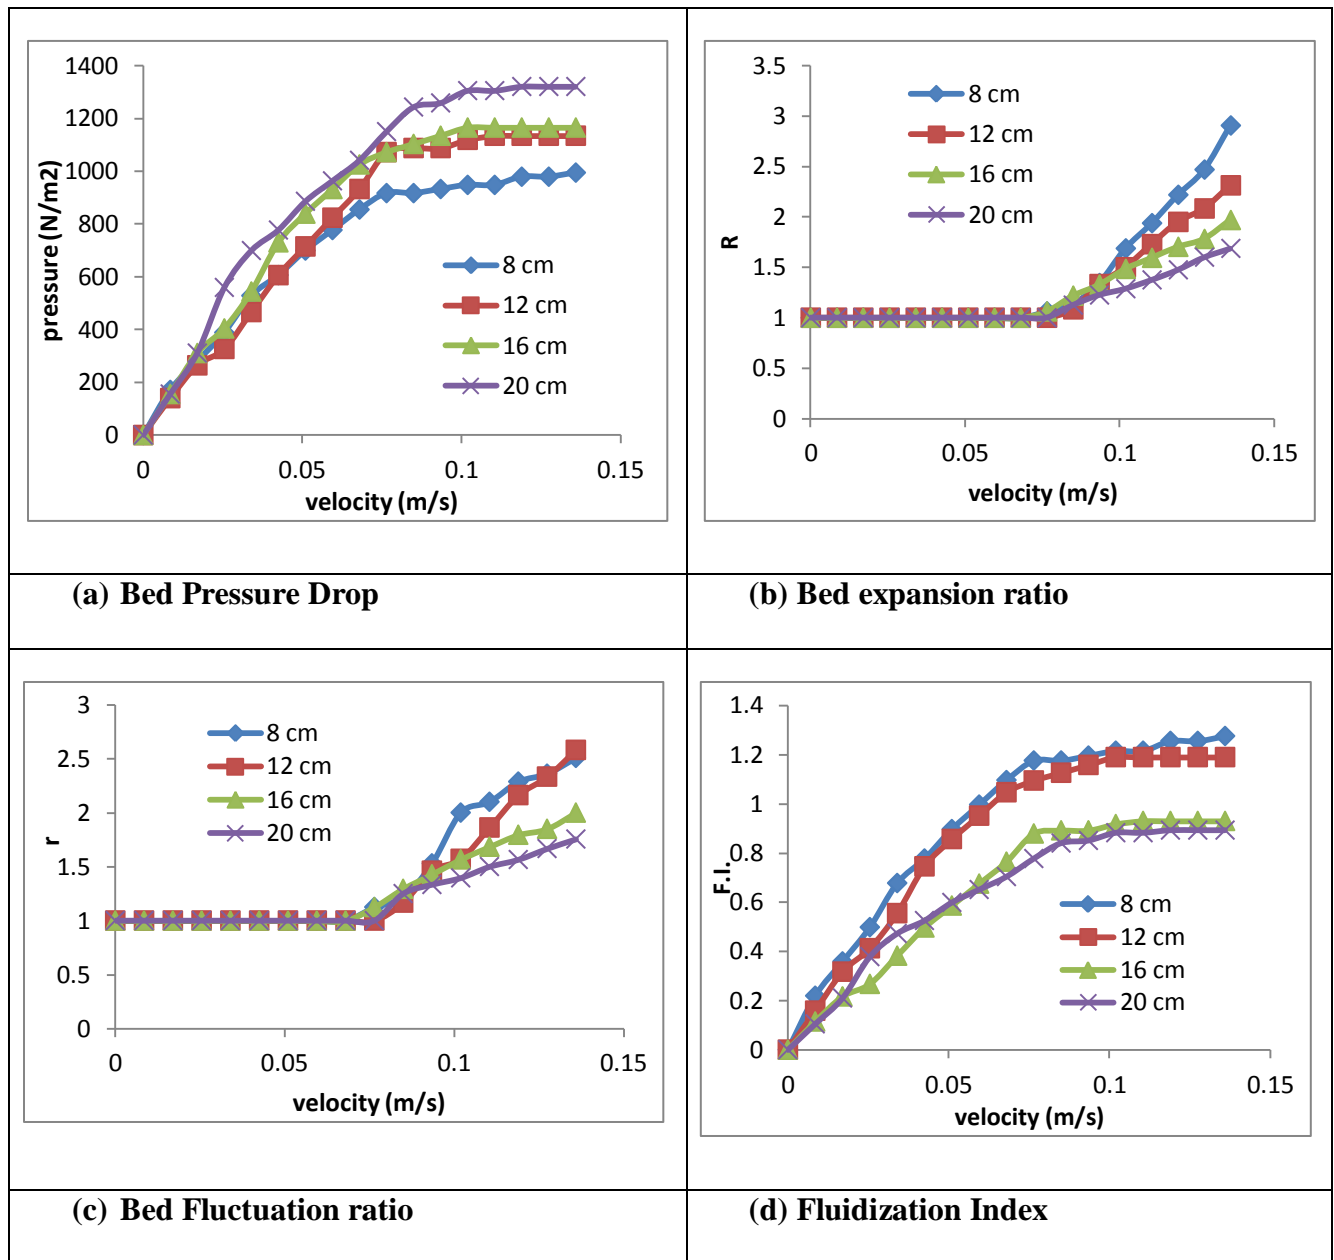 1400
1200
1000
800
600
400
200
0
pressure (N/m2)
8 cm
12 cm
16 cm
20 cm
0 0.05 0.1 0.15
velocity (m/s)
(a) Bed Pressure Drop
3.5
3
2.5
2
1.5
1
0.5
0
R
8 cm
12 cm
16 cm
20 cm
0 0.05 0.1 0.15
velocity (m/s)
(b) Bed expansion ratio
3
2.5
2
1.5
1
0.5
0
r
8 cm
12 cm
16 cm
20 cm
0 0.05 0.1 0.15
velocity (m/s)
(c) Bed Fluctuation ratio
1.4
1.2
1
0.8
0.6
0.4
0.2
0
F.I.
8 cm
12 cm
16 cm
20 cm
0 0.05 0.1 0.15
velocity (m/s)
(d) Fluidization Index